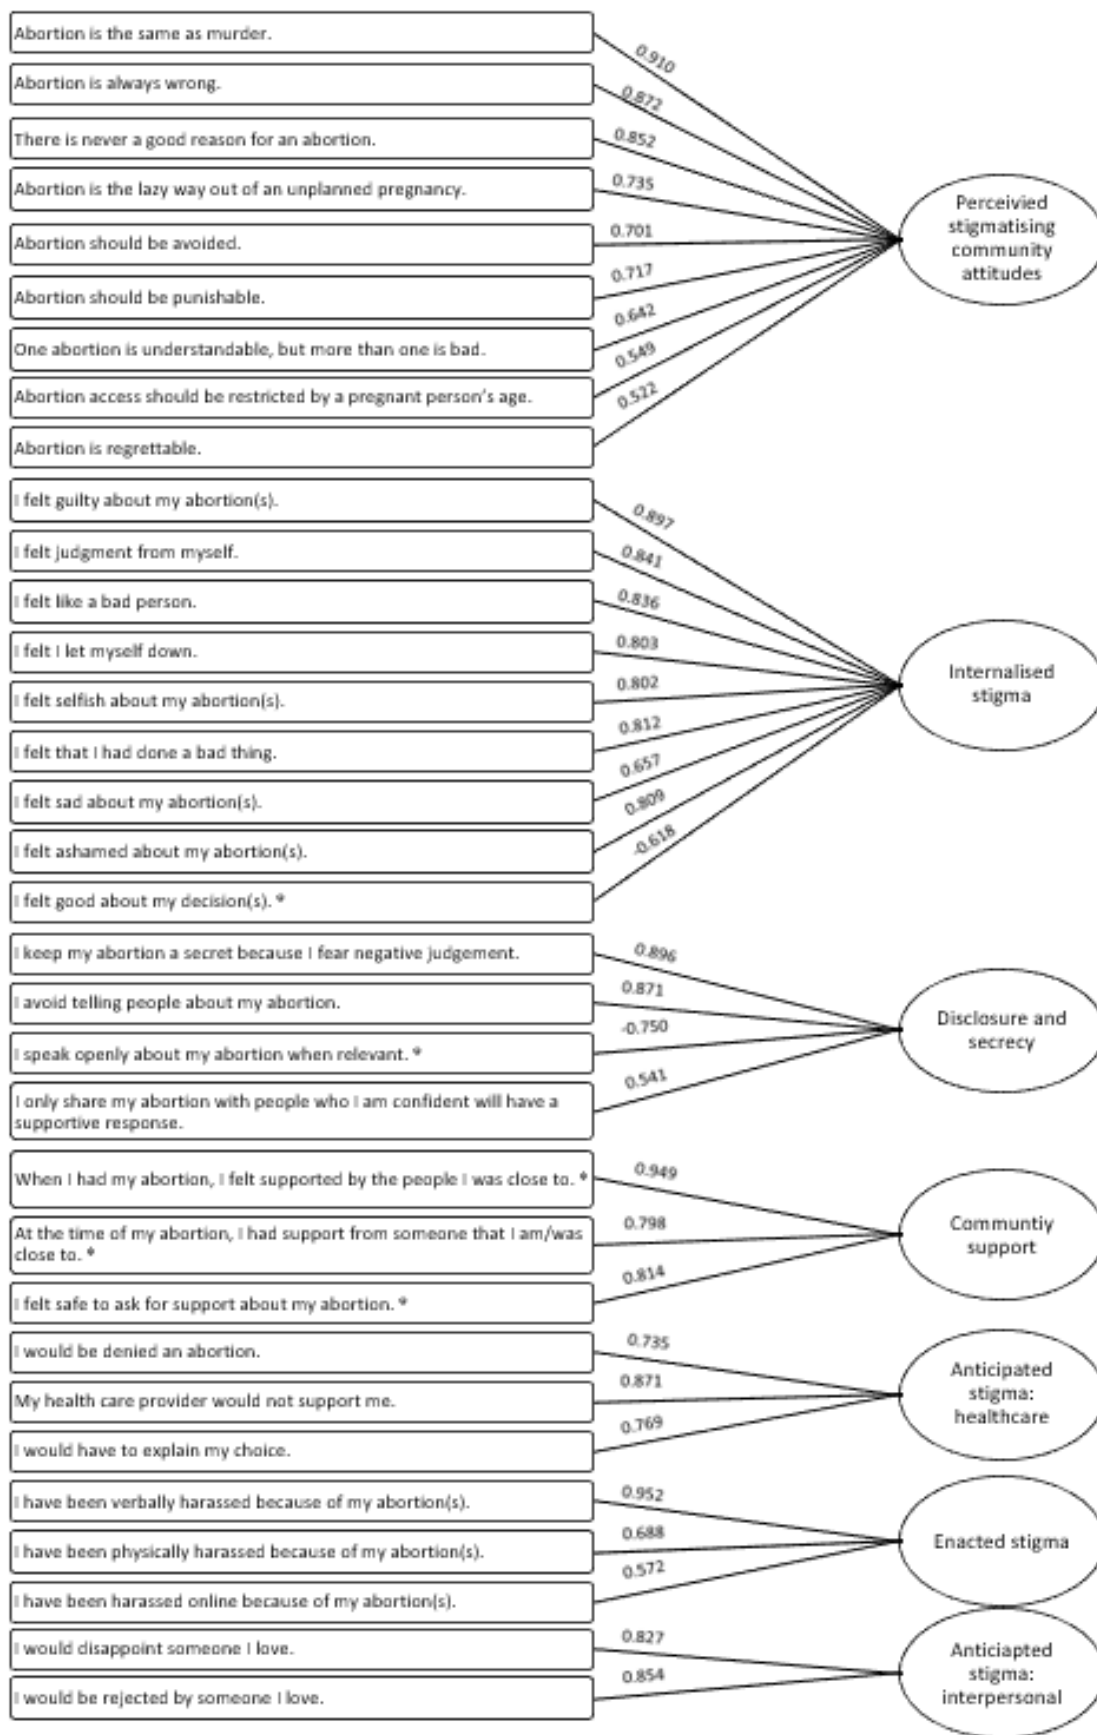 Abortion is the same as murder.
0.910
Abortion is always wrong.
0.872
There is never a good reason for an abortion.
0.852
Abortion is the lazy way out of an unplanned pregnancy.
0.735
Abortion should be avoided.
0.701
Abortion should be punishable.
0.717
One abortion is understandable, but more than one is bad.
0.642
Abortion access should be restricted by a pregnant person's age.
0.549
Abortion is regrettable.
0.522
Perceivied
stigmatising
community
attitudes
I felt guilty about my abortion(s).
0.897
I felt judgment from myself.
0.841
I felt like a bad person.
0.836
I felt I let myself down.
0.803
I felt selfish about my abortion(s).
0.802
I felt that I had done a bad thing.
0.812
I felt sad about my abortion(s).
0.657
I felt ashamed about my abortion(s).
0.809
I felt good about my decision(s). *
-0.618
Internalised
stigma
I keep my abortion a secret because I fear negative judgement.
0.896
I avoid telling people about my abortion.
0.871
I speak openly about my abortion when relevant. *
-0.750
I only share my abortion with people who I am confident will have a
supportive response.
0.541
Disclosure and
secrecy
When I had my abortion, I felt supported by the people I was close to. *
0.949
At the time of my abortion, I had support from someone that I am/was
close to. *
0.798
I felt safe to ask for support about my abortion. *
0.814
Communtiy
support
I would be denied an abortion.
0.735
My health care provider would not support me.
0.871
I would have to explain my choice.
0.769
Anticipated
stigma:
healthcare
I have been verbally harassed because of my abortion(s).
0.952
I have been physically harassed because of my abortion(s).
0.688
I have been harassed online because of my abortion(s).
0.572
Enacted stigma
I would disappoint someone I love.
0.827
I would be rejected by someone I love.
0.854
Anticiapted
stigma:
interpersonal